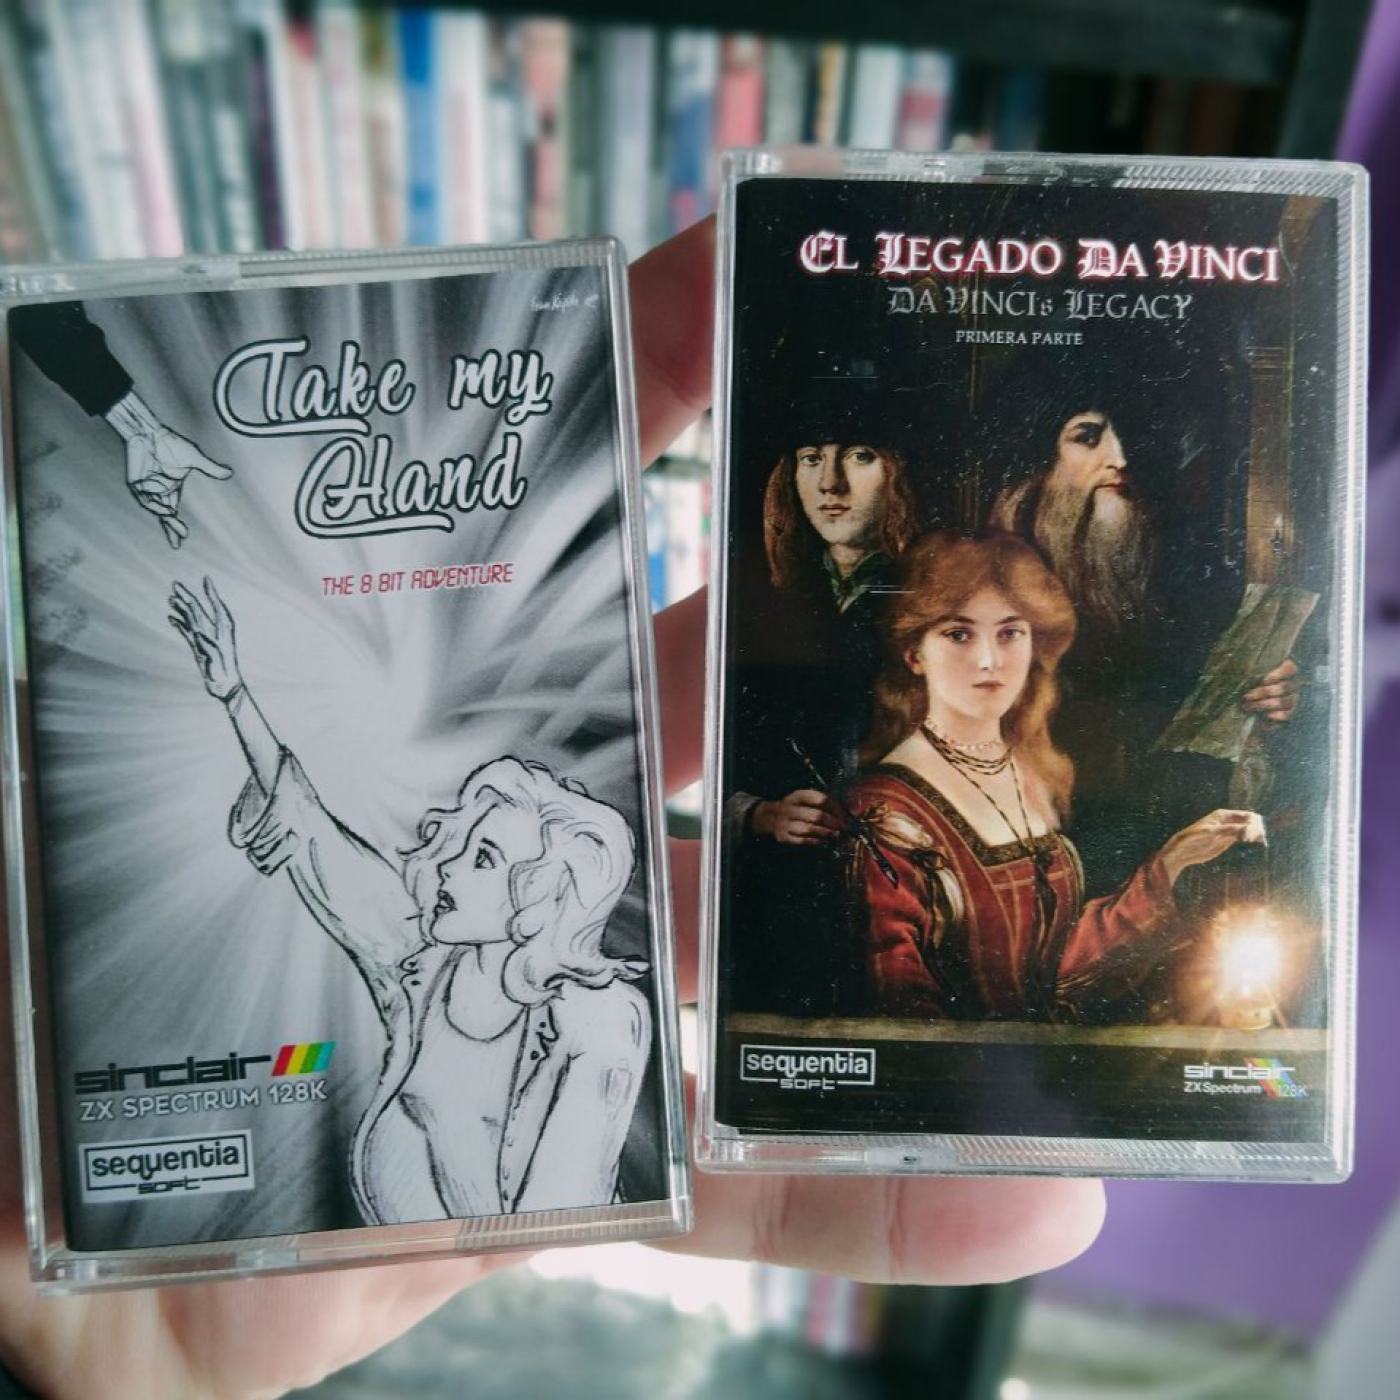 Take my
Hand
THE 8 BIT ADVENTURE
sinclair
ZX SPECTRUM 128K
sequentia
SOFT
EL LEGADO DA VINCI
DA VINCIs LEGACY
PRIMERA PARTE
sequentia
SOFT
sinclair
ZX Spectrum 128K